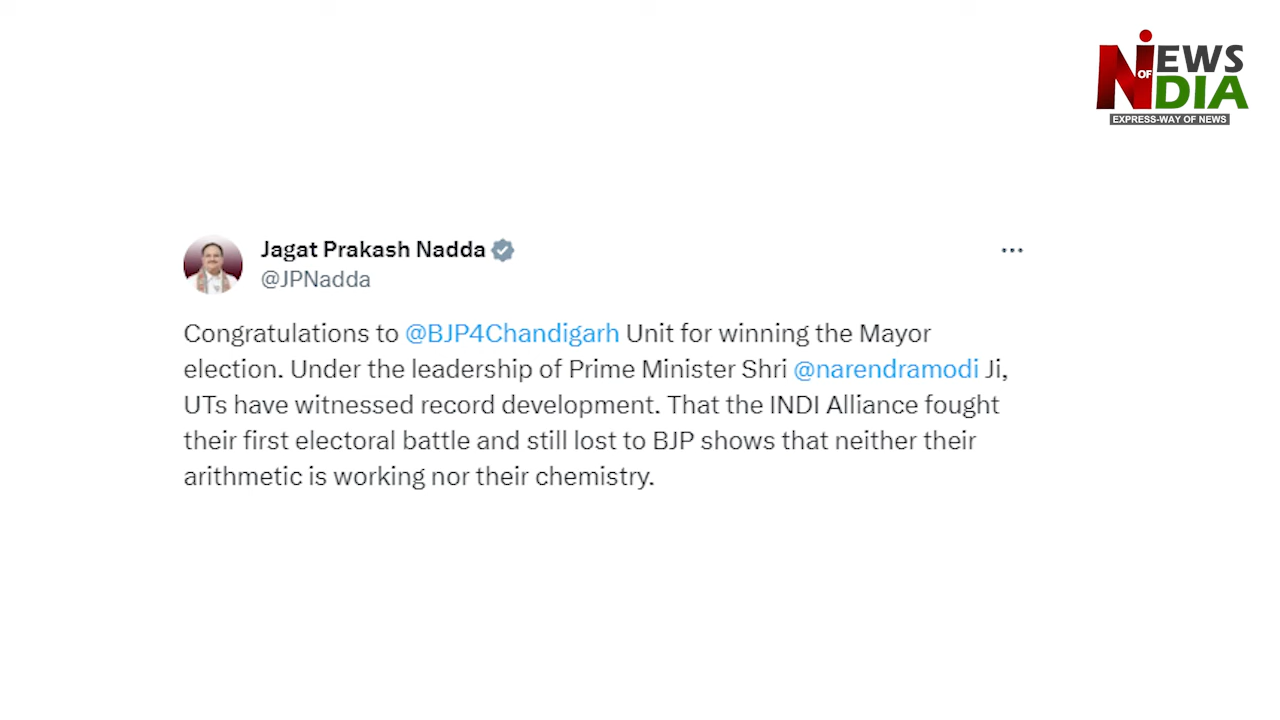 NEWS
OF
INDIA
EXPRESS-WAY OF NEWS
Jagat Prakash Nadda
@JPNadda
Congratulations to @BJP4Chandigarh Unit for winning the Mayor
election. Under the leadership of Prime Minister Shri @narendramodi Ji,
UTs have witnessed record development. That the INDI Alliance fought
their first electoral battle and still lost to BJP shows that neither their
arithmetic is working nor their chemistry.